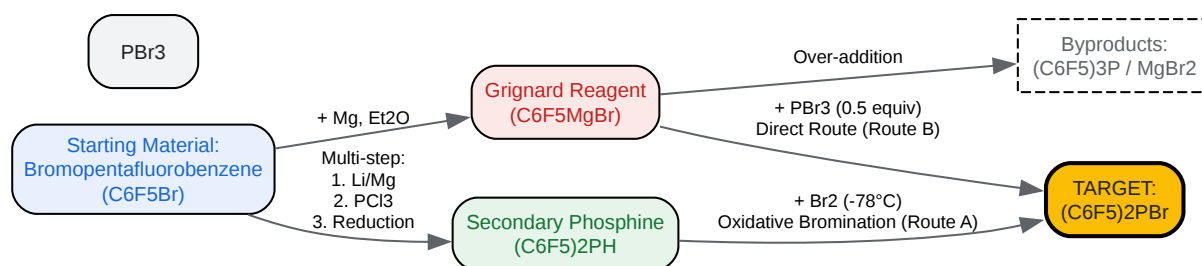 PBr3
Starting Material:
Bromopentafluorobenzene
(C6F5Br)
+ Mg, Et2O
Multi-step:
1. Li/Mg
2. PCl3
3. Reduction
Grignard Reagent
(C6F5MgBr)
Secondary Phosphine
(C6F5)2PH
Over-addition
+ PBr3 (0.5 equiv)
Direct Route (Route B)
+ Br2 (-78°C)
Oxidative Bromination (Route A)
Byproducts:
(C6F5)3P / MgBr2
TARGET:
(C6F5)2PBr